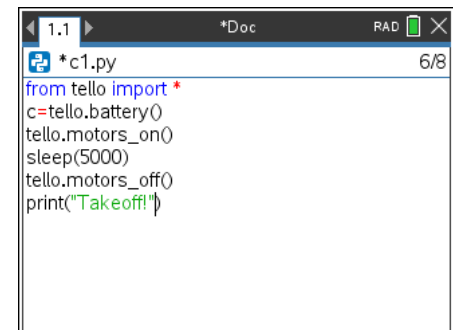 1.1 *Doc RAD
*c1.py 6/8
from tello import *
c=tello.battery()
tello.motors_on()
sleep(5000)
tello.motors_off()
print("Takeoff!")